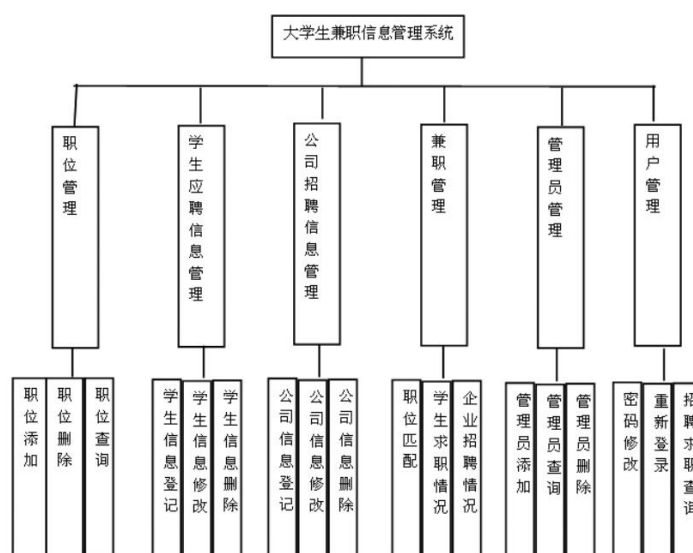 大学生兼职信息管理系统
职位管理
学生应聘信息管理
公司招聘信息管理
兼职管理
管理员管理
用户管理
职位添加
职位删除
职位查询
学生信息登记
学生信息修改
学生信息删除
公司信息登记
公司信息修改
公司信息删除
职位匹配
学生求职情况
企业招聘情况
管理员添加
管理员查询
管理员删除
密码修改
重新登录
招聘求职查询